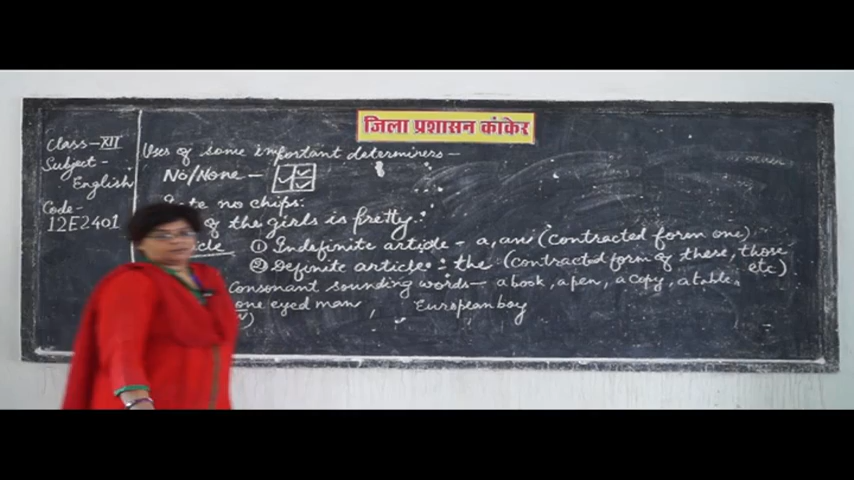 जिला प्रशासन कांकेर
Class - XII
Subject -
English
Code -
12E2401
Uses of some important determiners -
No/None -
no chips.
of the girls is pretty.
① Indefinite article - a, an (contracted form one)
② Definite article : the (contracted form of these, those
etc)
Consonant sounding words - a book, a pen, a copy, a table,
one eyed man , European boy